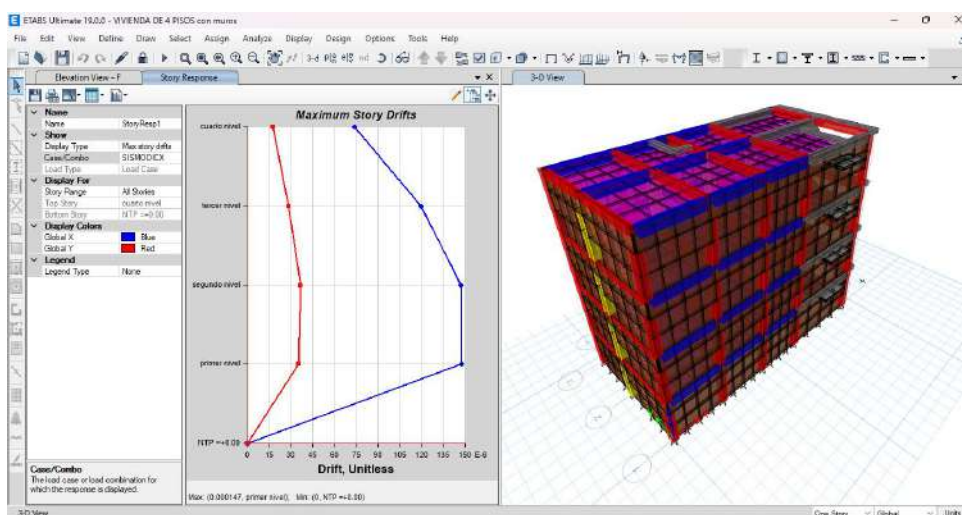 ETABS Ultimate 19.0.0 - VIVIENDA DE 4 PISOS con muros
File Edit View Define Draw Select Assign Analyze Display Design Options Tools Help
Elevation View - F
Story Response
3-D View
Name
Name StoryResp1
Show
Display Type Max story drifts
Case/Combo SISMODICX
Load Type Load Case
Display For
Story Range All Stories
Top Story cuarto nivel
Bottom Story NTP =+0.00
Display Colors
Global X Blue
Global Y Red
Legend
Legend Type None
Case/Combo
The load case or load combination for
which the response is displayed.
Maximum Story Drifts
cuarto nivel
tercer nivel
segundo nivel
primer nivel
NTP =+0.00
0 15 30 45 60 75 90 105 120 135 150 E-6
Drift, Unitless
Max: (0.000147, primer nivel); Min: (0, NTP =+0.00)
3-D View
One Story
Global
Units